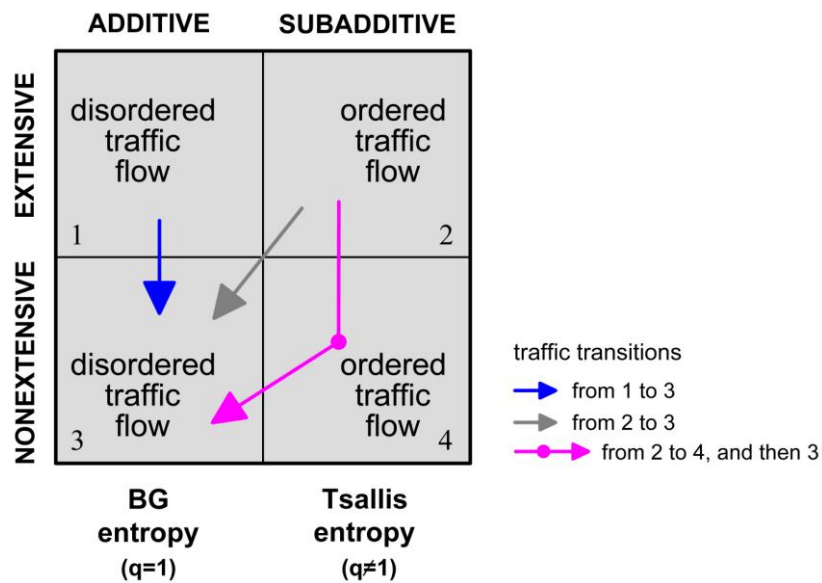 ADDITIVE
SUBADDITIVE
EXTENSIVE
disordered
traffic
flow
1
ordered
traffic
flow
2
NONEXTENSIVE
disordered
traffic
flow
3
ordered
traffic
flow
4
BG
entropy
(q=1)
Tsallis
entropy
(q≠1)
traffic transitions
from 1 to 3
from 2 to 3
from 2 to 4, and then 3